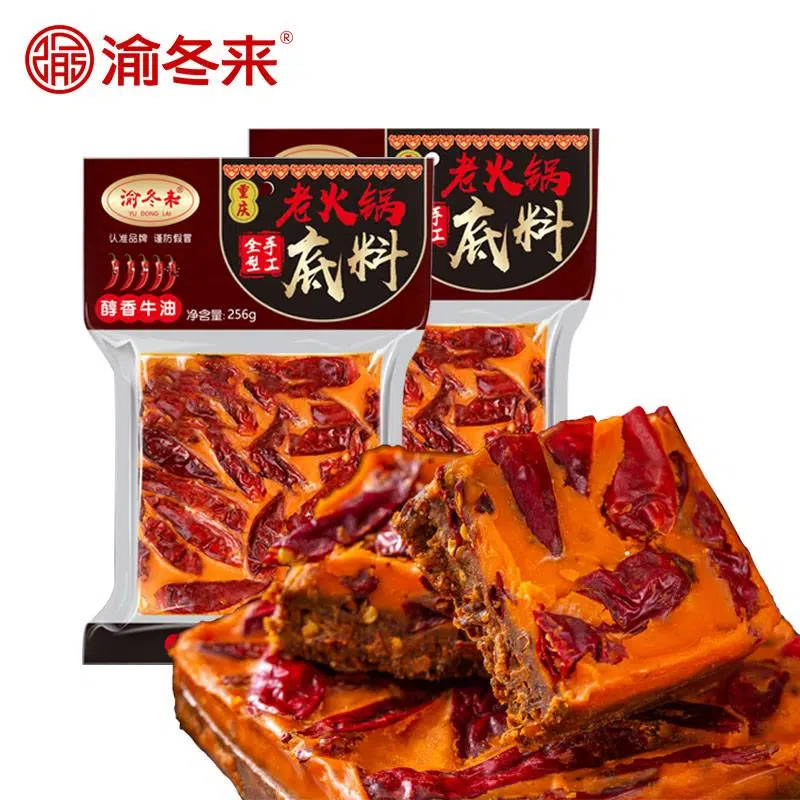 渝冬来®
渝冬来®
YU DONG LAI
认准品牌 谨防假冒
醇香牛油
净含量: 256g
重庆
老火锅
底料
手工
全型
老火锅
底料
手工